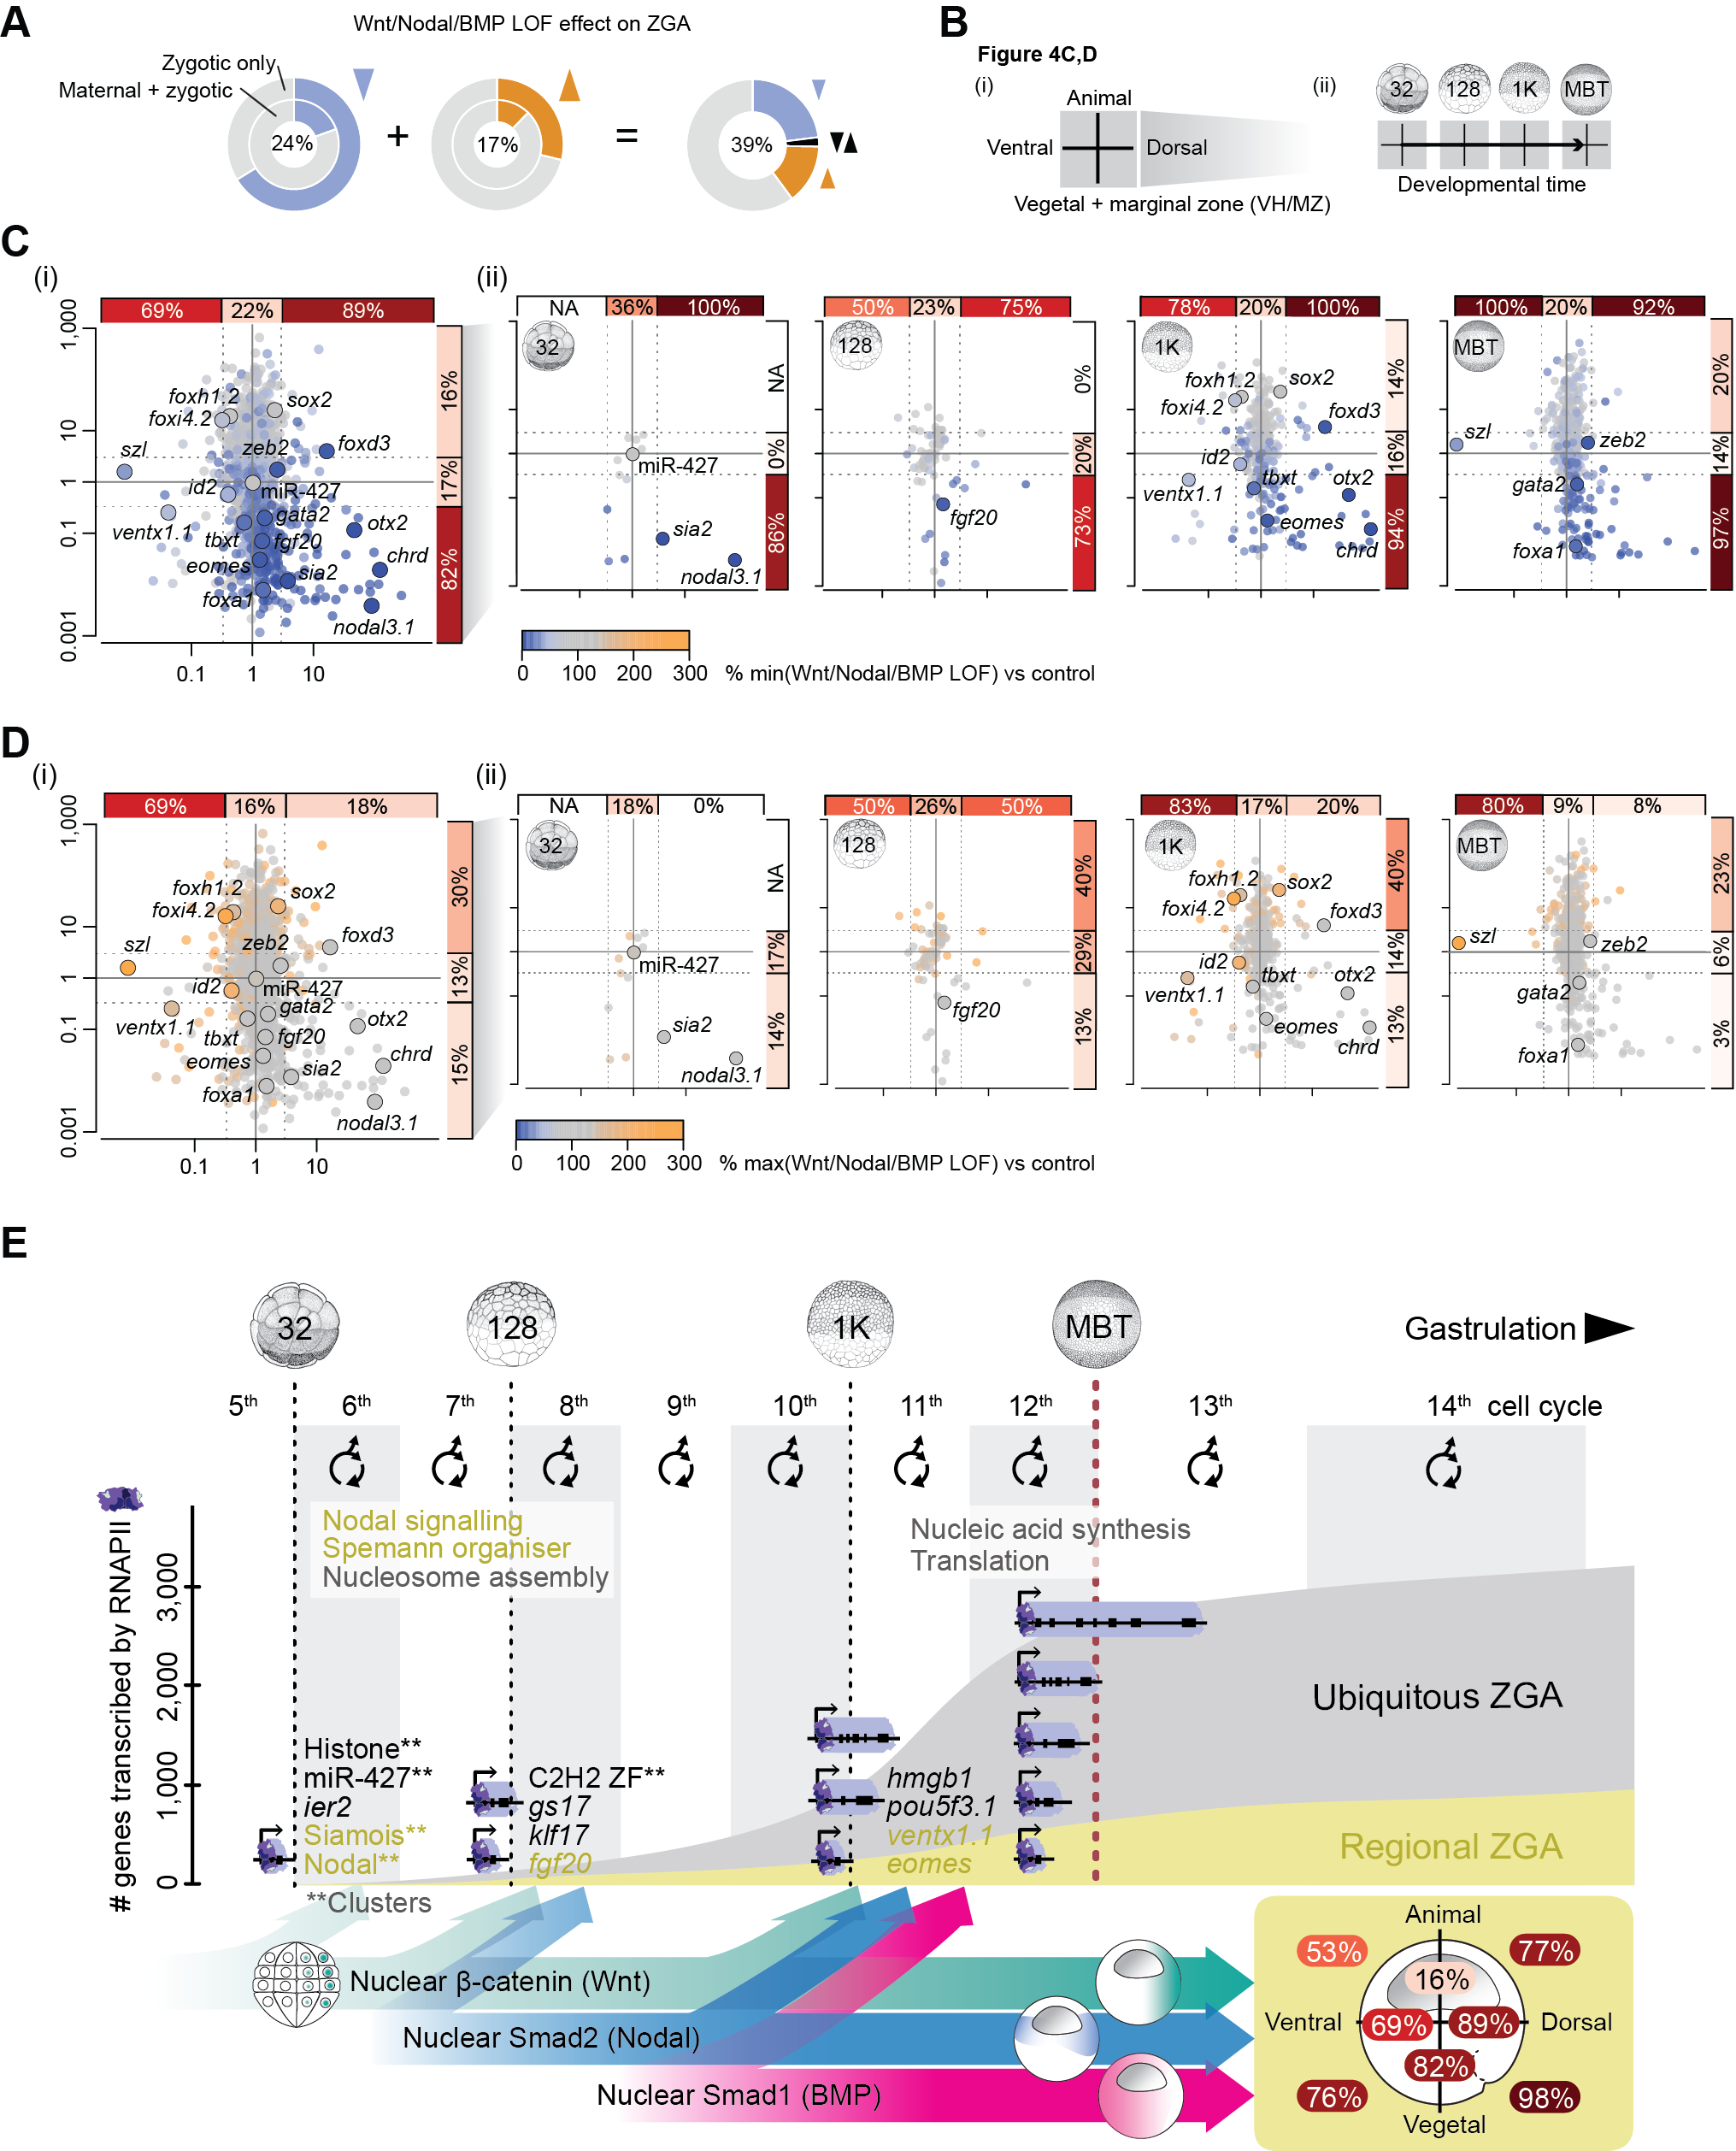 A
Wnt/Nodal/BMP LOF effect on ZGA
Zygotic only
Maternal + zygotic
24%
+
17%
=
39%
B
Figure 4C,D
(i)
Animal
Ventral
Dorsal
Vegetal + marginal zone (VH/MZ)
(ii)
32
128
1K
MBT
Developmental time
C
(i)
69%
22%
89%
1,000
10
1
0.1
0.001
16%
17%
82%
foxh1.2
foxi4.2
sox2
szl
zeb2
foxd3
id2
miR-427
ventx1.1
gata2
otx2
tbxt
fgf20
eomes
sia2
chrd
foxa1
nodal3.1
0.1
1
10
(ii)
NA
36%
100%
32
NA
0%
86%
miR-427
sia2
nodal3.1
50%
23%
75%
128
0%
20%
73%
fgf20
78%
20%
100%
1K
14%
16%
94%
foxh1.2
sox2
foxi4.2
foxd3
id2
tbxt
otx2
ventx1.1
eomes
chrd
100%
20%
92%
MBT
20%
14%
97%
szl
zeb2
gata2
foxa1
0
100
200
300
% min(Wnt/Nodal/BMP LOF) vs control
D
(i)
69%
16%
18%
1,000
10
1
0.1
0.001
30%
13%
15%
foxh1.2
foxi4.2
sox2
szl
zeb2
foxd3
id2
miR-427
ventx1.1
gata2
otx2
tbxt
fgf20
eomes
sia2
chrd
foxa1
nodal3.1
0.1
1
10
(ii)
NA
18%
0%
32
NA
17%
14%
miR-427
sia2
nodal3.1
50%
26%
50%
128
40%
29%
13%
fgf20
83%
17%
20%
1K
40%
14%
13%
foxh1.2
sox2
foxi4.2
foxd3
id2
tbxt
otx2
ventx1.1
eomes
chrd
80%
9%
8%
MBT
23%
6%
3%
szl
zeb2
gata2
foxa1
0
100
200
300
% max(Wnt/Nodal/BMP LOF) vs control
E
32
128
1K
MBT
Gastrulation
5th
6th
7th
8th
9th
10th
11th
12th
13th
14th cell cycle
# genes transcribed by RNAPII
3,000
2,000
1,000
0
Nodal signalling
Spemann organiser
Nucleosome assembly
Nucleic acid synthesis
Translation
Histone**
miR-427**
ier2
Siamois**
Nodal**
**Clusters
C2H2 ZF**
gs17
klf17
fgf20
hmgb1
pou5f3.1
ventx1.1
eomes
Ubiquitous ZGA
Regional ZGA
Nuclear β-catenin (Wnt)
Nuclear Smad2 (Nodal)
Nuclear Smad1 (BMP)
Animal
53%
77%
16%
Ventral
69%
89%
Dorsal
82%
76%
98%
Vegetal